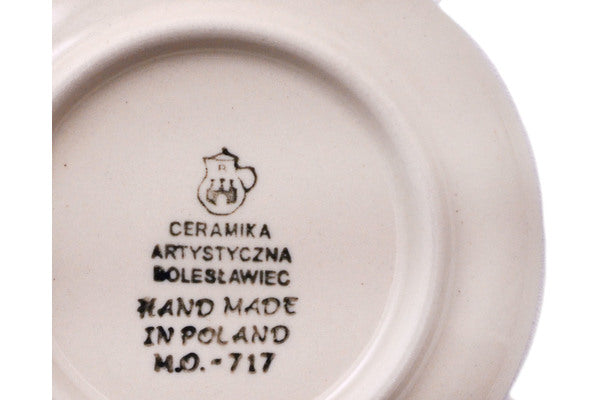 CERAMIKA
ARTYSTYCZNA
BOLESŁAWIEC
HAND MADE
IN POLAND
M.O.-717